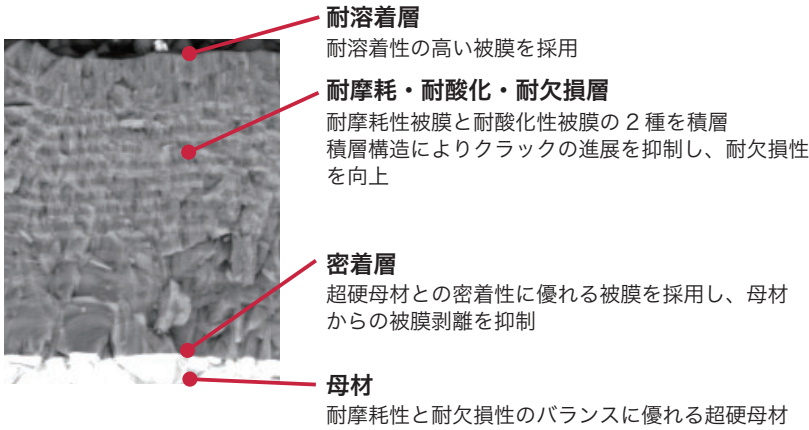 耐溶着層
耐溶着性の高い被膜を採用
耐摩耗・耐酸化・耐欠損層
耐摩耗性被膜と耐酸化性被膜の２種を積層
積層構造によりクラックの進展を抑制し、耐欠損性
を向上
密着層
超硬母材との密着性に優れる被膜を採用し、母材
からの被膜剥離を抑制
母材
耐摩耗性と耐欠損性のバランスに優れる超硬母材